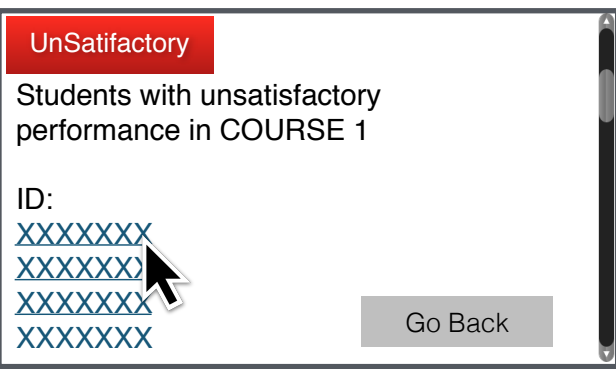 UnSatifactory
Students with unsatisfactory
performance in COURSE 1
ID:
XXXXXXX
XXXXXXX
XXXXXXX
XXXXXXX
Go Back